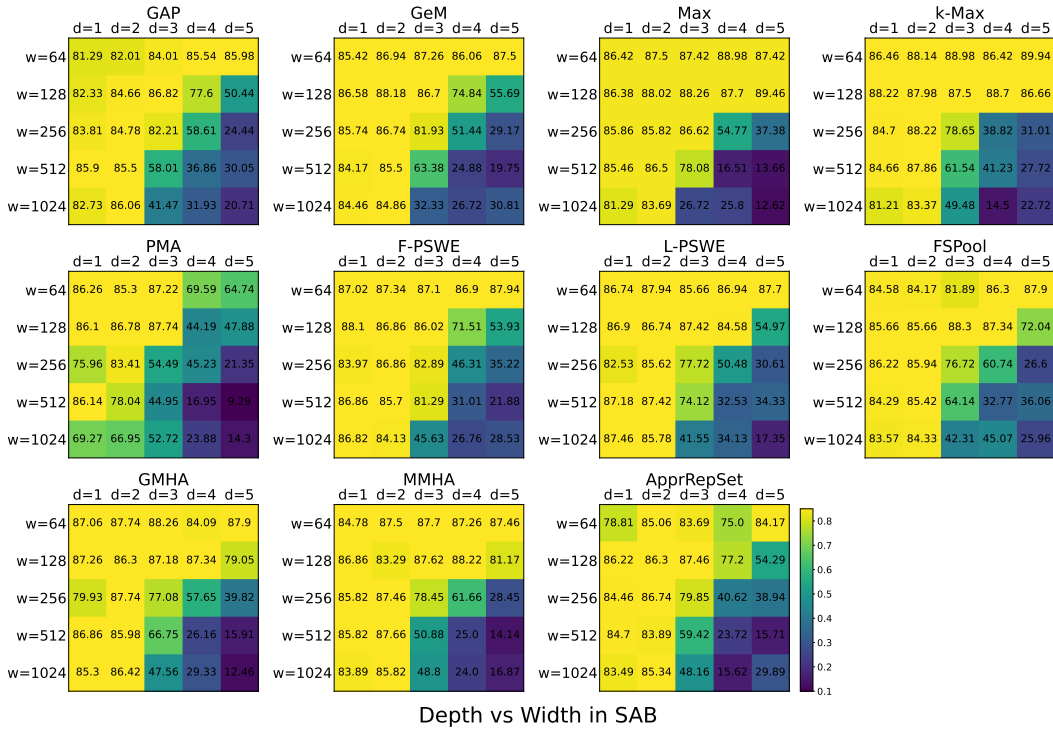 GAP GeM Max k-Max
d=1 d=2 d=3 d=4 d=5 d=1 d=2 d=3 d=4 d=5 d=1 d=2 d=3 d=4 d=5 d=1 d=2 d=3 d=4 d=5
w=64 81.29 82.01 84.01 85.54 85.98 w=64 85.42 86.94 87.26 86.06 87.5 w=64 86.42 87.5 87.42 88.98 87.42 w=64 86.46 88.14 88.98 86.42 89.94
w=128 82.33 84.66 86.82 77.6 50.44 w=128 86.58 88.18 86.7 74.84 55.69 w=128 86.38 88.02 88.26 87.7 89.46 w=128 88.22 87.98 87.5 88.7 86.66
w=256 83.81 84.78 82.21 58.61 24.44 w=256 85.74 86.74 81.93 51.44 29.17 w=256 85.86 85.82 86.62 54.77 37.38 w=256 84.7 88.22 78.65 38.82 31.01
w=512 85.9 85.5 58.01 36.86 30.05 w=512 84.17 85.5 63.38 24.88 19.75 w=512 85.46 86.5 78.08 16.51 13.66 w=512 84.66 87.86 61.54 41.23 27.72
w=1024 82.73 86.06 41.47 31.93 20.71 w=1024 84.46 84.86 32.33 26.72 30.81 w=1024 81.29 83.69 26.72 25.8 12.62 w=1024 81.21 83.37 49.48 14.5 22.72
PMA F-PSWE L-PSWE FSPool
d=1 d=2 d=3 d=4 d=5 d=1 d=2 d=3 d=4 d=5 d=1 d=2 d=3 d=4 d=5 d=1 d=2 d=3 d=4 d=5
w=64 86.26 85.3 87.22 69.59 64.74 w=64 87.02 87.34 87.1 86.9 87.94 w=64 86.74 87.94 85.66 86.94 87.7 w=64 84.58 84.17 81.89 86.3 87.9
w=128 86.1 86.78 87.74 44.19 47.88 w=128 88.1 86.86 86.02 71.51 53.93 w=128 86.9 86.74 87.42 84.58 54.97 w=128 85.66 85.66 88.3 87.34 72.04
w=256 75.96 83.41 54.49 45.23 21.35 w=256 83.97 86.86 82.89 46.31 35.22 w=256 82.53 85.62 77.72 50.48 30.61 w=256 86.22 85.94 76.72 60.74 26.6
w=512 86.14 78.04 44.95 16.95 9.29 w=512 86.86 85.7 81.29 31.01 21.88 w=512 87.18 87.42 74.12 32.53 34.33 w=512 84.29 85.42 64.14 32.77 36.06
w=1024 69.27 66.95 52.72 23.88 14.3 w=1024 86.82 84.13 45.63 26.76 28.53 w=1024 87.46 85.78 41.55 34.13 17.35 w=1024 83.57 84.33 42.31 45.07 25.96
GMHA MMHA ApprRepSet
d=1 d=2 d=3 d=4 d=5 d=1 d=2 d=3 d=4 d=5 d=1 d=2 d=3 d=4 d=5
w=64 87.06 87.74 88.26 84.09 87.9 w=64 84.78 87.5 87.7 87.26 87.46 w=64 78.81 85.06 83.69 75.0 84.17 0.8
w=128 87.26 86.3 87.18 87.34 79.05 w=128 86.86 83.29 87.62 88.22 81.17 w=128 86.22 86.3 87.46 77.2 54.29 0.7
0.6
w=256 79.93 87.74 77.08 57.65 39.82 w=256 85.82 87.46 78.45 61.66 28.45 w=256 84.46 86.74 79.85 40.62 38.94 0.5
0.4
w=512 86.86 85.98 66.75 26.16 15.91 w=512 85.82 87.66 50.88 25.0 14.14 w=512 84.7 83.89 59.42 23.72 15.71 0.3
w=1024 85.3 86.42 47.56 29.33 12.46 w=1024 83.89 85.82 48.8 24.0 16.87 w=1024 83.49 85.34 48.16 15.62 29.89 0.2
0.1
Depth vs Width in SAB